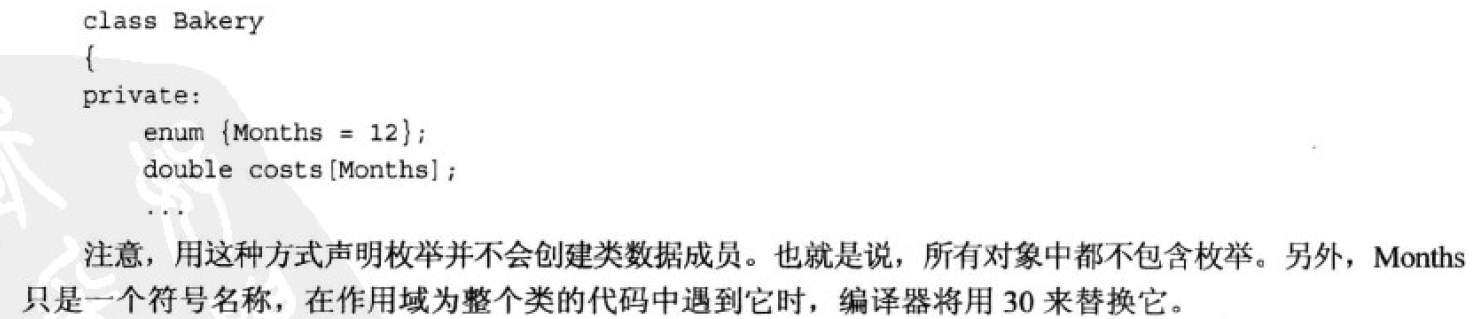 class Bakery
{
private:
    enum {Months = 12};
    double costs[Months];
    ...
注意，用这种方式声明枚举并不会创建类数据成员。也就是说，所有对象中都不包含枚举。另外，Months
只是一个符号名称，在作用域为整个类的代码中遇到它时，编译器将用 30 来替换它。